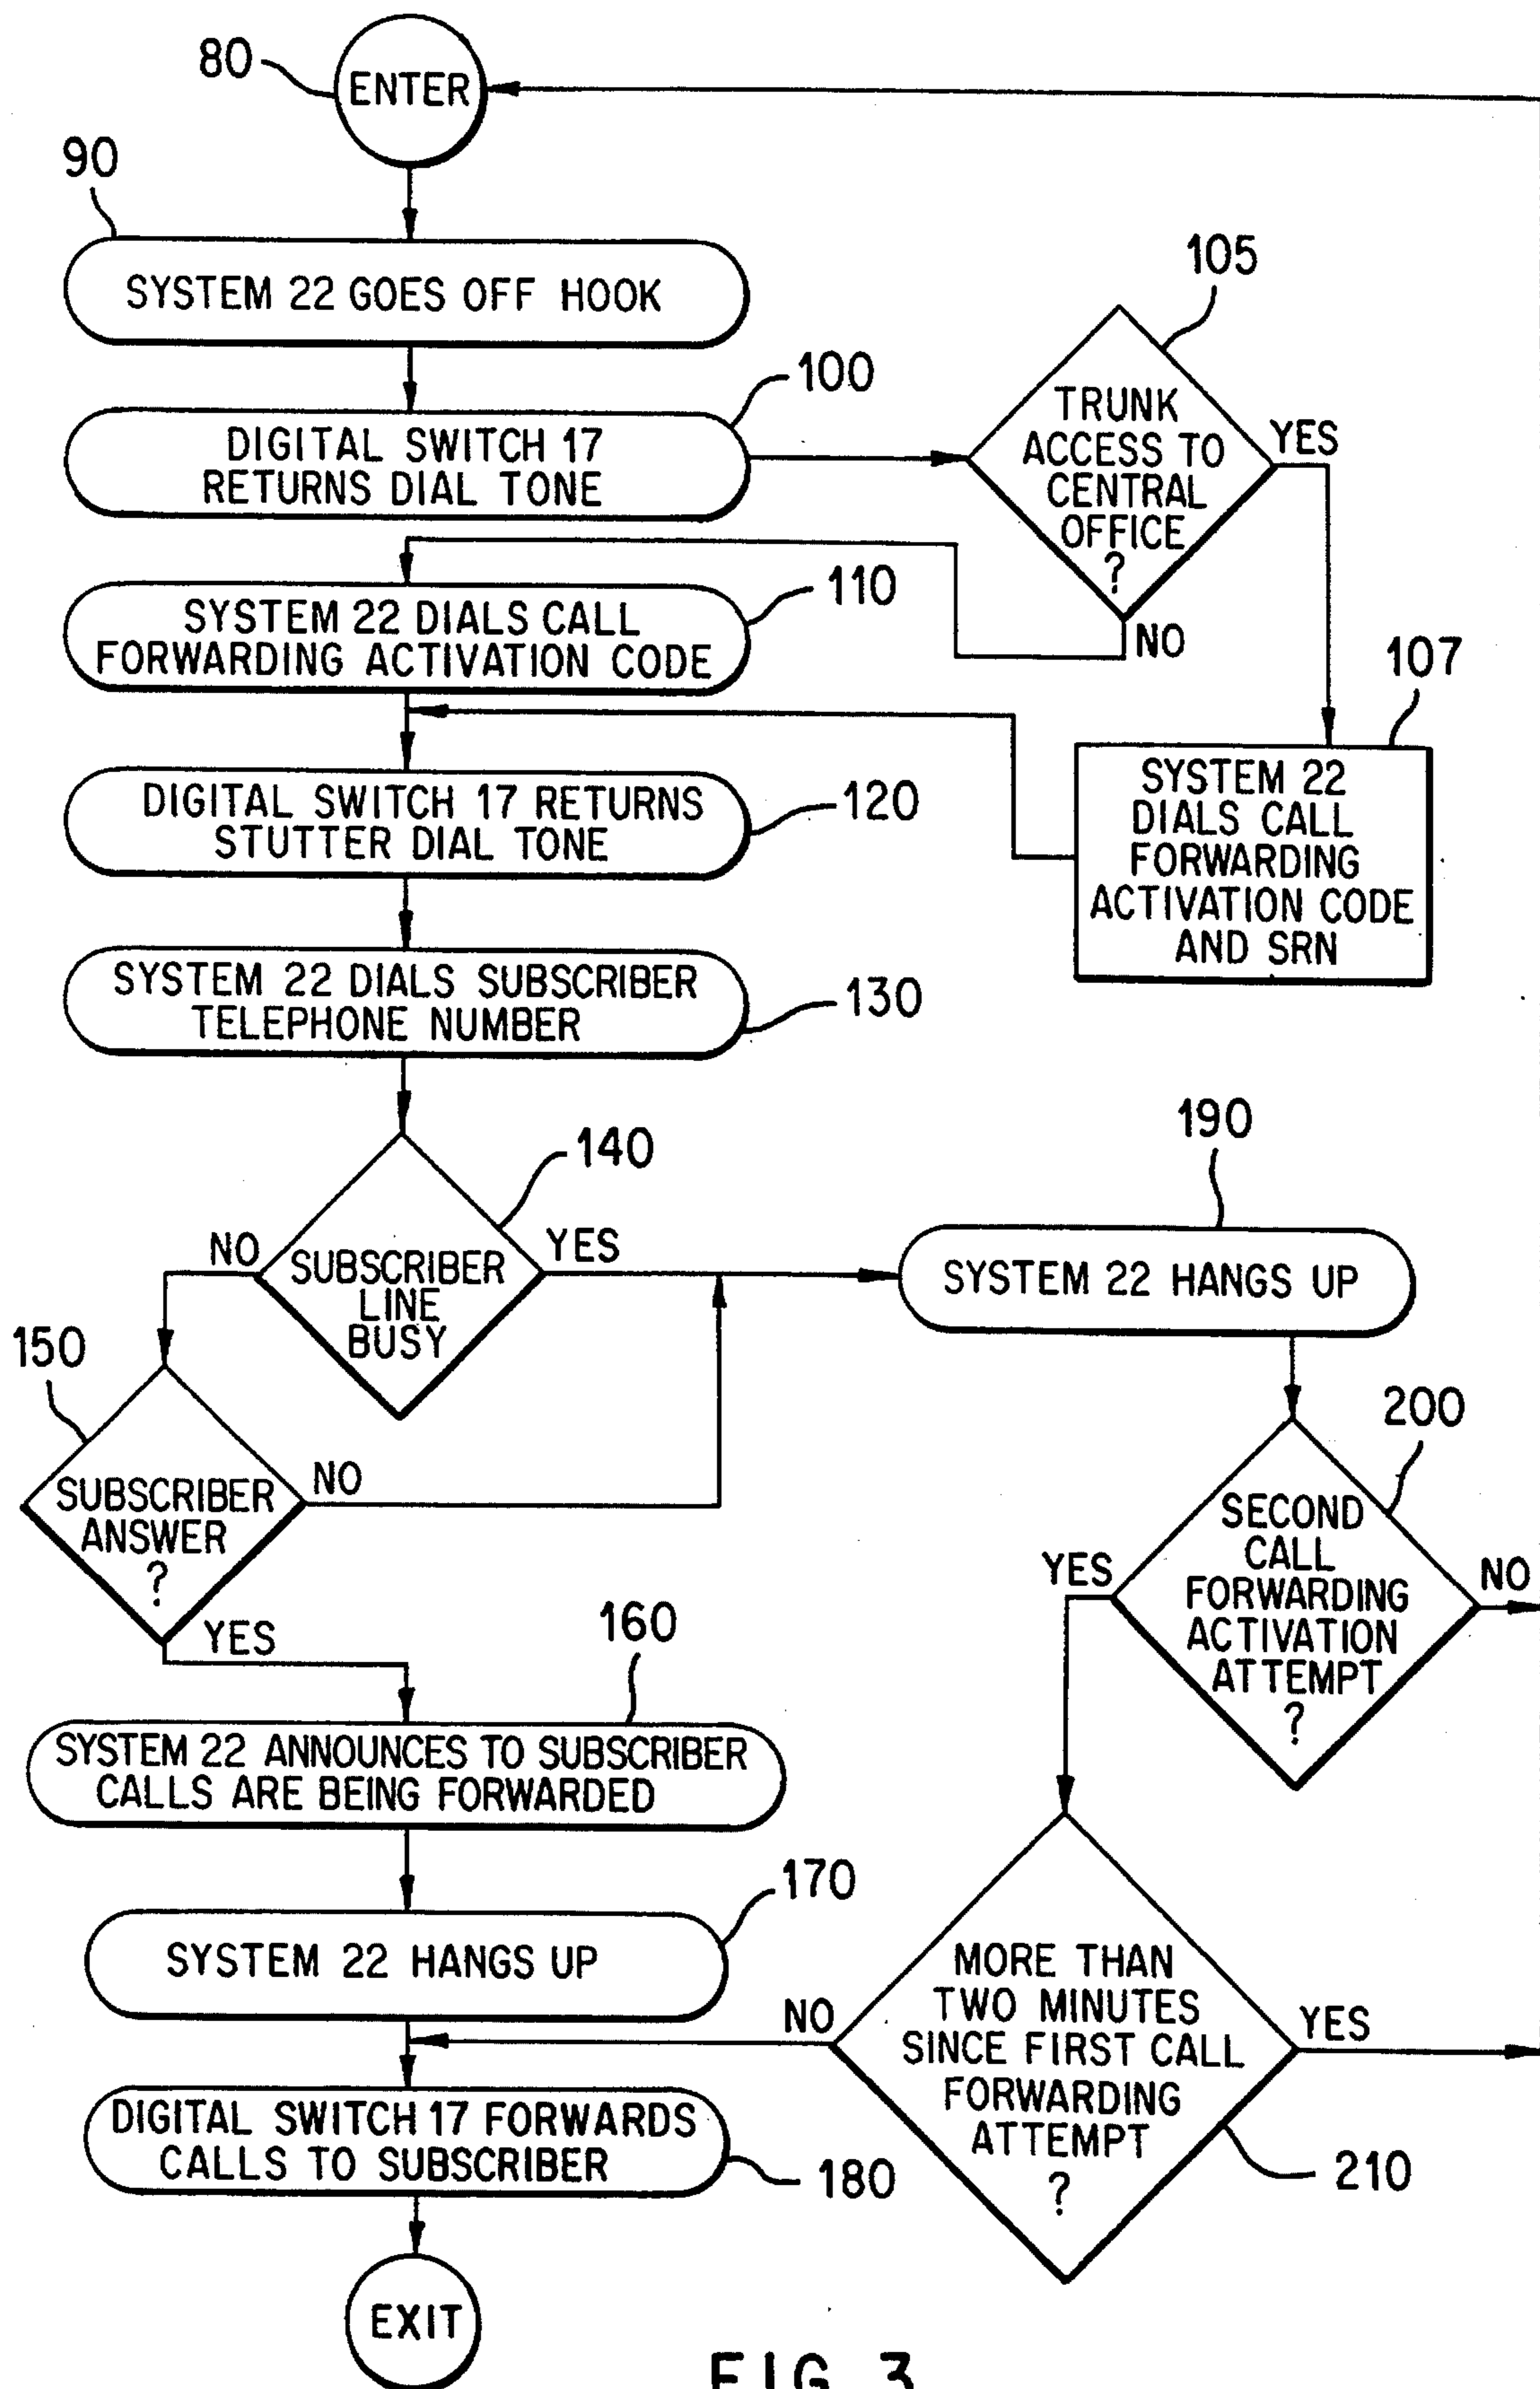 80
ENTER
90
SYSTEM 22 GOES OFF HOOK
105
100
DIGITAL SWITCH 17
RETURNS DIAL TONE
TRUNK
ACCESS TO
CENTRAL
OFFICE
?
YES
NO
110
SYSTEM 22 DIALS CALL
FORWARDING ACTIVATION CODE
107
SYSTEM 22
DIALS CALL
FORWARDING
ACTIVATION CODE
AND SRN
DIGITAL SWITCH 17 RETURNS
STUTTER DIAL TONE
120
SYSTEM 22 DIALS SUBSCRIBER
TELEPHONE NUMBER
130
140
NO
SUBSCRIBER
LINE
BUSY
YES
190
SYSTEM 22 HANGS UP
150
SUBSCRIBER
ANSWER
?
NO
YES
200
SECOND
CALL
FORWARDING
ACTIVATION
ATTEMPT
?
YES
NO
160
SYSTEM 22 ANNOUNCES TO SUBSCRIBER
CALLS ARE BEING FORWARDED
170
SYSTEM 22 HANGS UP
MORE THAN
TWO MINUTES
SINCE FIRST CALL
FORWARDING
ATTEMPT
?
NO
YES
210
DIGITAL SWITCH 17 FORWARDS
CALLS TO SUBSCRIBER
180
EXIT
FIG. 3